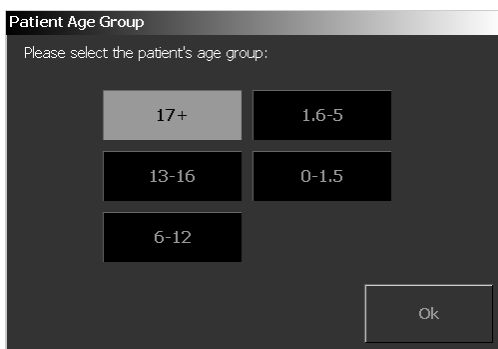 Patient Age Group
Please select the patient's age group:
17+
1.6-5
13-16
0-1.5
6-12
Ok